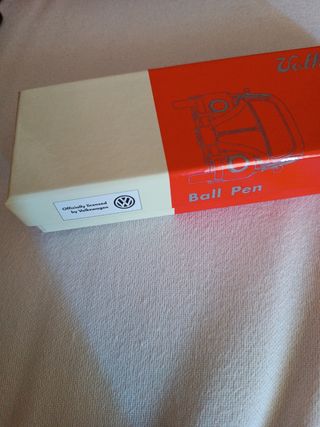 Ball Pen
Officially licensed
by Volkswagen